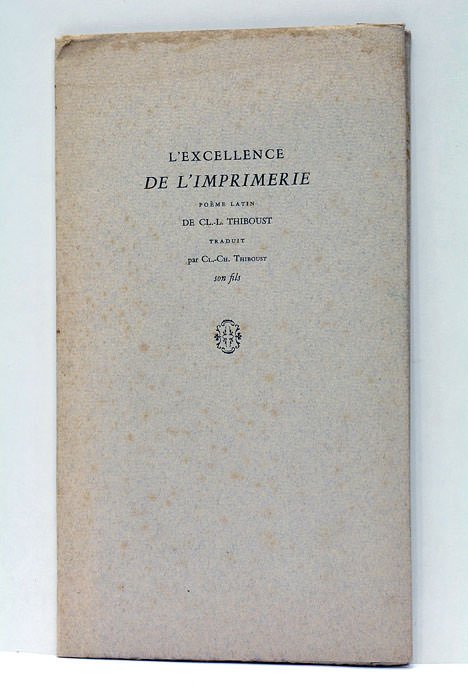 L'EXCELLENCE
DE L'IMPRIMERIE
POÈME LATIN
DE CL.-L. THIBOUST
TRADUIT
par CL.-CH. THIBOUST
son fils